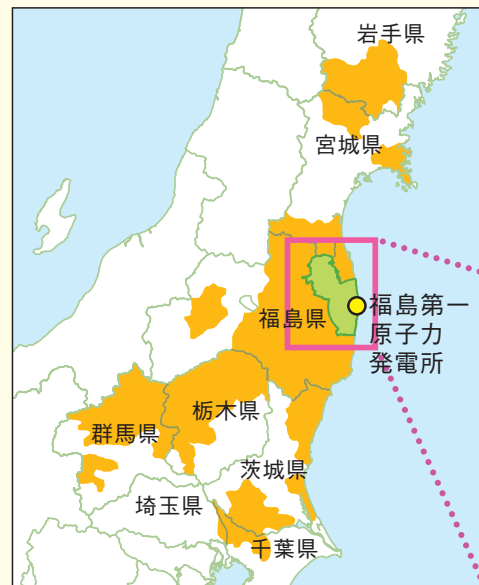 岩手県
宮城県
福島県
福島第一
原子力
発電所
栃木県
群馬県
茨城県
埼玉県
千葉県